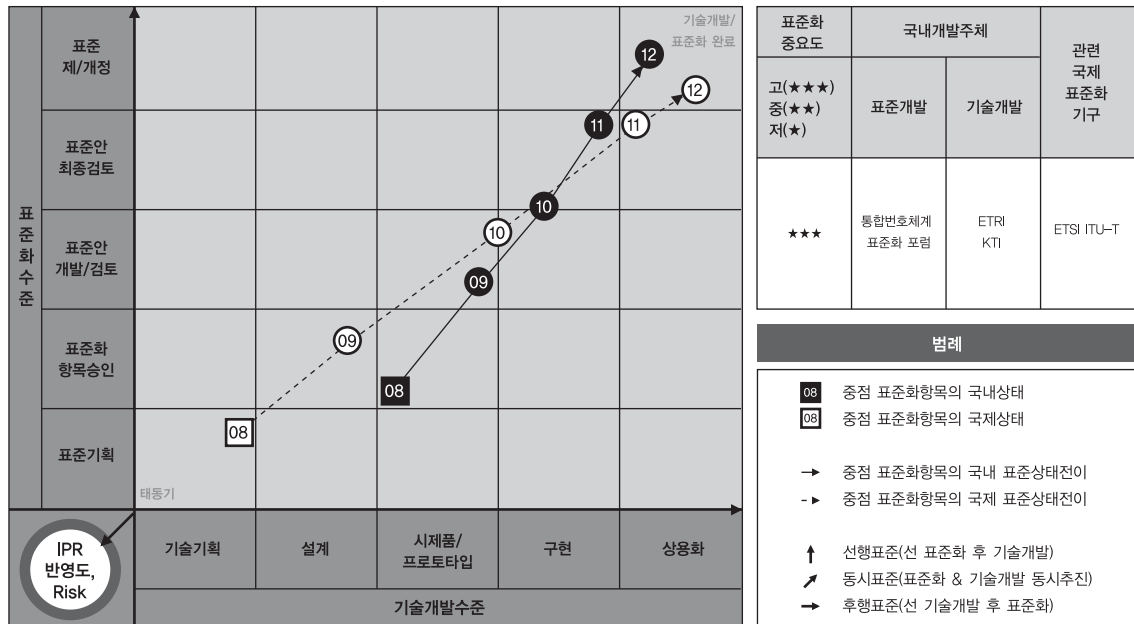 표준
제/개정
표준안
최종검토
표준안
개발/검토
표준화
항목승인
표준기획
표준화수준
기술개발/
표준화 완료
12
12
11
11
10
10
09
09
08
08
태동기
IPR
반영도,
Risk
기술기획
설계
시제품/
프로토타입
구현
상용화
기술개발수준
표준화
중요도
국내개발주체
관련
국제
표준화
기구
고(★★★)
중(★★)
저(★)
표준개발
기술개발
★★★
통합번호체계
표준화 포럼
ETRI
KTI
ETSI ITU-T
범례
08 중점 표준화항목의 국내상태
08 중점 표준화항목의 국제상태
→ 중점 표준화항목의 국내 표준상태전이
중점 표준화항목의 국제 표준상태전이
선행표준(선 표준화 후 기술개발)
동시표준(표준화 & 기술개발 동시추진)
후행표준(선 기술개발 후 표준화)